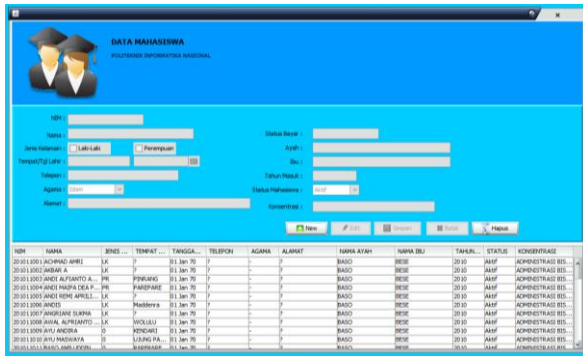 DATA MAHASISWA
POLITEKNIK INFORMATIKA NASIONAL
NIM :
Nama :
Jenis Kelamain : Laki-Laki Perempuan
Tempat/Tgl Lahir :
Telepon :
Agama : Islam
Alamat :
Status Bayar :
Ayah :
Ibu :
Tahun Masuk :
Status Mahasiswa : Aktif
Konsentrasi :
New Edit Simpan Batal Hapus
NIM NAMA JENIS ... TEMPAT ... TANGGA... TELEPON AGAMA ALAMAT NAMA AYAH NAMA IBU TAHUN... STATUS KONSENTRASI
201011001 ACHMAD AMRI LK ? 01 Jan 70 ? ? BASO BESE 2010 Aktif ADMINISTRASI BIS...
201011002 AKBAR A LK ? 01 Jan 70 ? ? BASO BESE 2010 Aktif ADMINISTRASI BIS...
201011003 ANDI ALFIANTO A... PR PINRANG 01 Jan 70 ? ? BASO BESE 2010 Aktif ADMINISTRASI BIS...
201011004 ANDI MAIPA DEA P... PR PAREPARE 01 Jan 70 ? ? BASO BESE 2010 Aktif ADMINISTRASI BIS...
201011005 ANDI REMI APRILI... LK ? 01 Jan 70 ? ? BASO BESE 2010 Aktif ADMINISTRASI BIS...
201011006 ANDIS LK Maddenra 01 Jan 70 ? ? BASO BESE 2010 Aktif ADMINISTRASI BIS...
201011007 ANGRIANI SUKMA LK ? 01 Jan 70 ? ? BASO BESE 2010 Aktif ADMINISTRASI BIS...
201011008 AWAL ALFRIANTO ... LK WOLULU 01 Jan 70 ? ? BASO BESE 2010 Aktif ADMINISTRASI BIS...
201011009 AYU ANDIRA 0 KENDARI 01 Jan 70 ? ? BASO BESE 2010 Aktif ADMINISTRASI BIS...
201011010 AYU MASWAYA 0 UJUNG PA... 01 Jan 70 ? ? BASO BESE 2010 Aktif ADMINISTRASI BIS...